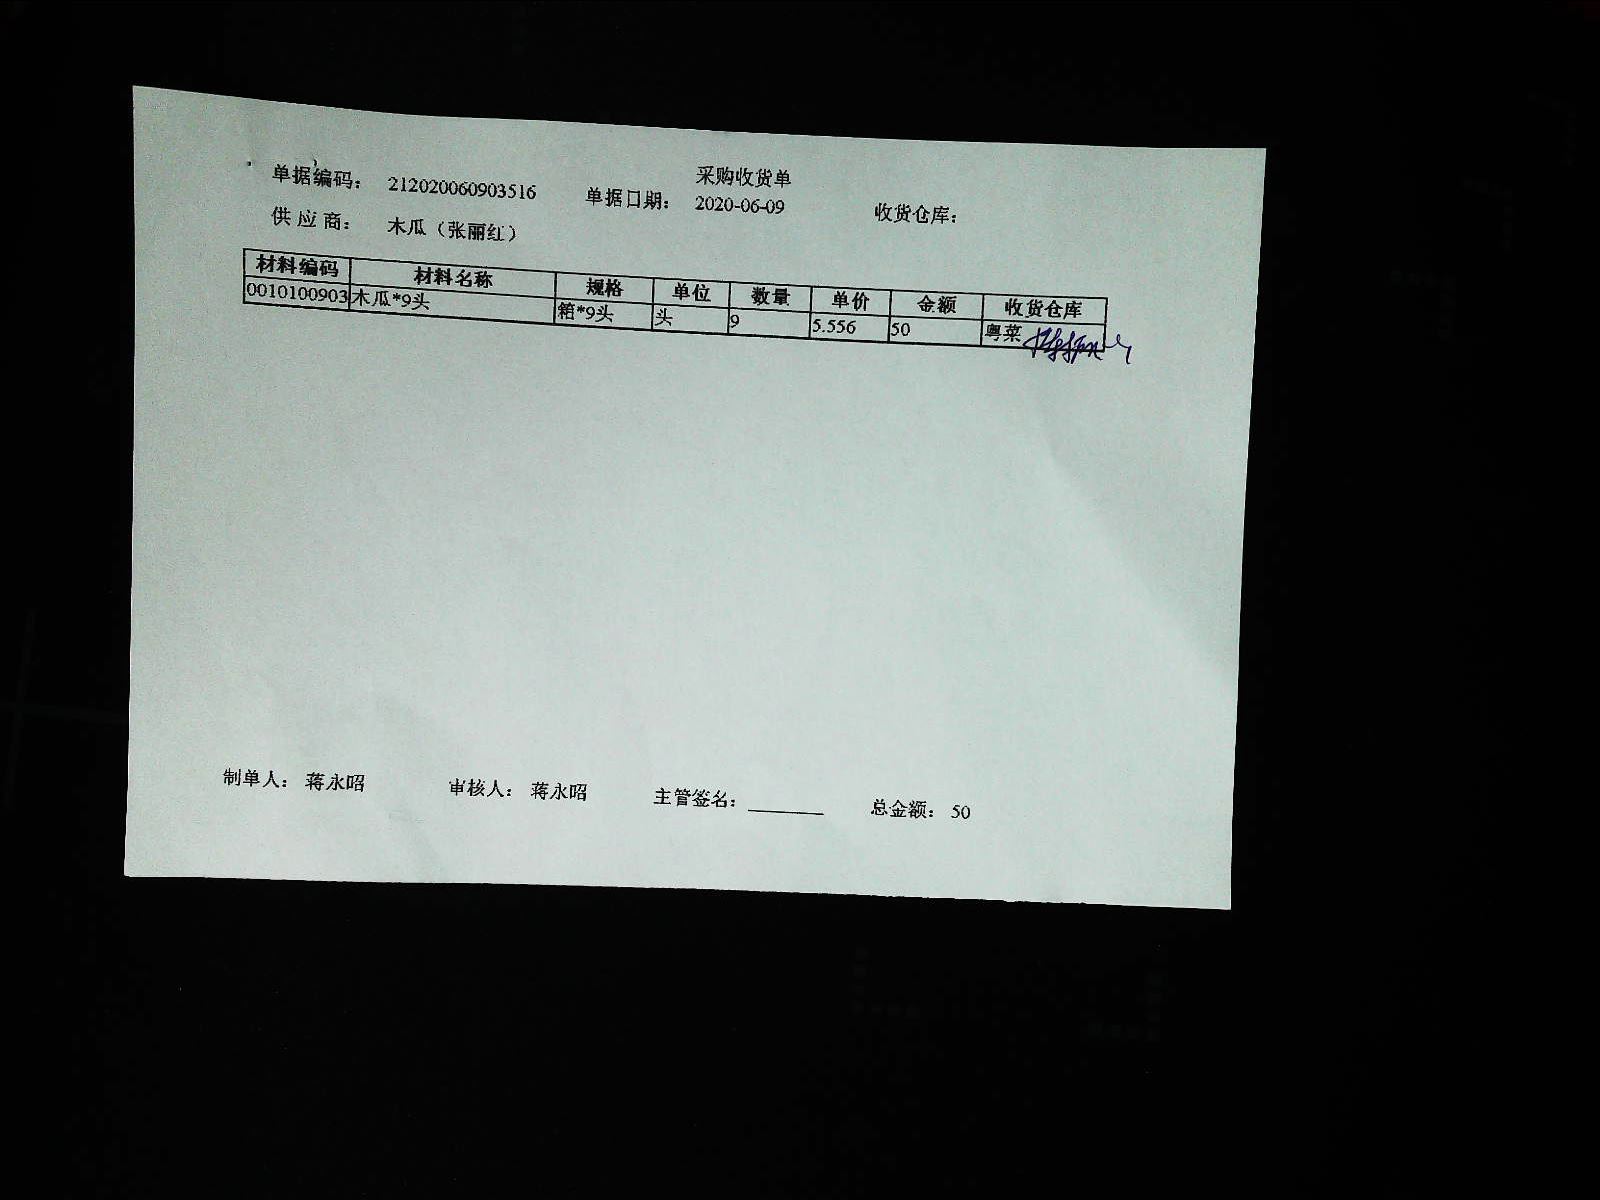 采购收货单
单据编码： 212020060903516 单据日期： 2020-06-09 收货仓库：
供应商： 木瓜（张丽红）
材料编码 材料名称 规格 单位 数量 单价 金额 收货仓库
0010100903 木瓜*9头 箱*9头 头 9 5.556 50 粤菜
制单人： 蒋永昭 审核人： 蒋永昭 主管签名：________ 总金额： 50